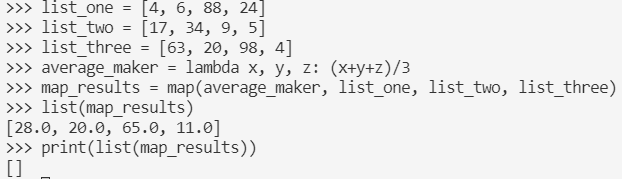 >>> list_one = [4, 6, 88, 24]
>>> list_two = [17, 34, 9, 5]
>>> list_three = [63, 20, 98, 4]
>>> average_maker = lambda x, y, z: (x+y+z)/3
>>> map_results = map(average_maker, list_one, list_two, list_three)
>>> list(map_results)
[28.0, 20.0, 65.0, 11.0]
>>> print(list(map_results))
[]